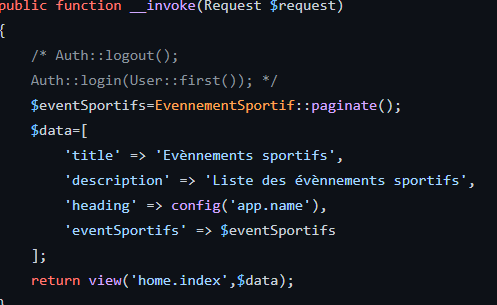 public function __invoke(Request $request)
{
/* Auth::logout();
Auth::login(User::first()); */
$eventSportifs=EvennementSportif::paginate();
$data=[
'title' => 'Evènnements sportifs',
'description' => 'Liste des évènnements sportifs',
'heading' => config('app.name'),
'eventSportifs' => $eventSportifs
];
return view('home.index',$data);
}